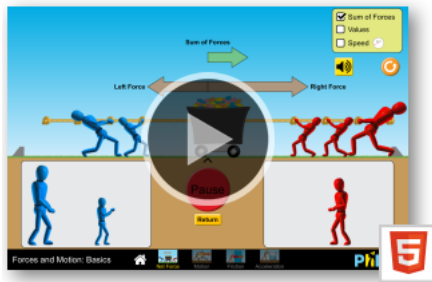 Sum of Forces
Values
Speed
Sum of Forces
Left Force
Right Force
Pause
Return
Forces and Motion: Basics
Net Force
Motion
Friction
Acceleration
5